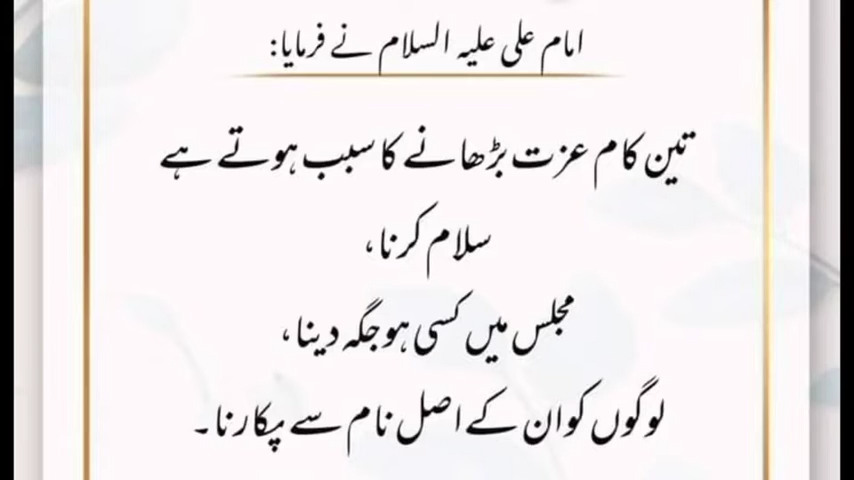 امام علی علیہ السلام نے فرمایا:
تین کام عزت بڑھانے کا سبب ہوتے ہے
سلام کرنا،
مجلس میں کسی ہو جگہ دینا،
لوگوں کو ان کے اصل نام سے پکارنا۔